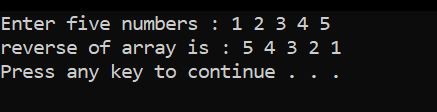 Enter five numbers : 1 2 3 4 5
reverse of array is : 5 4 3 2 1
Press any key to continue . . .